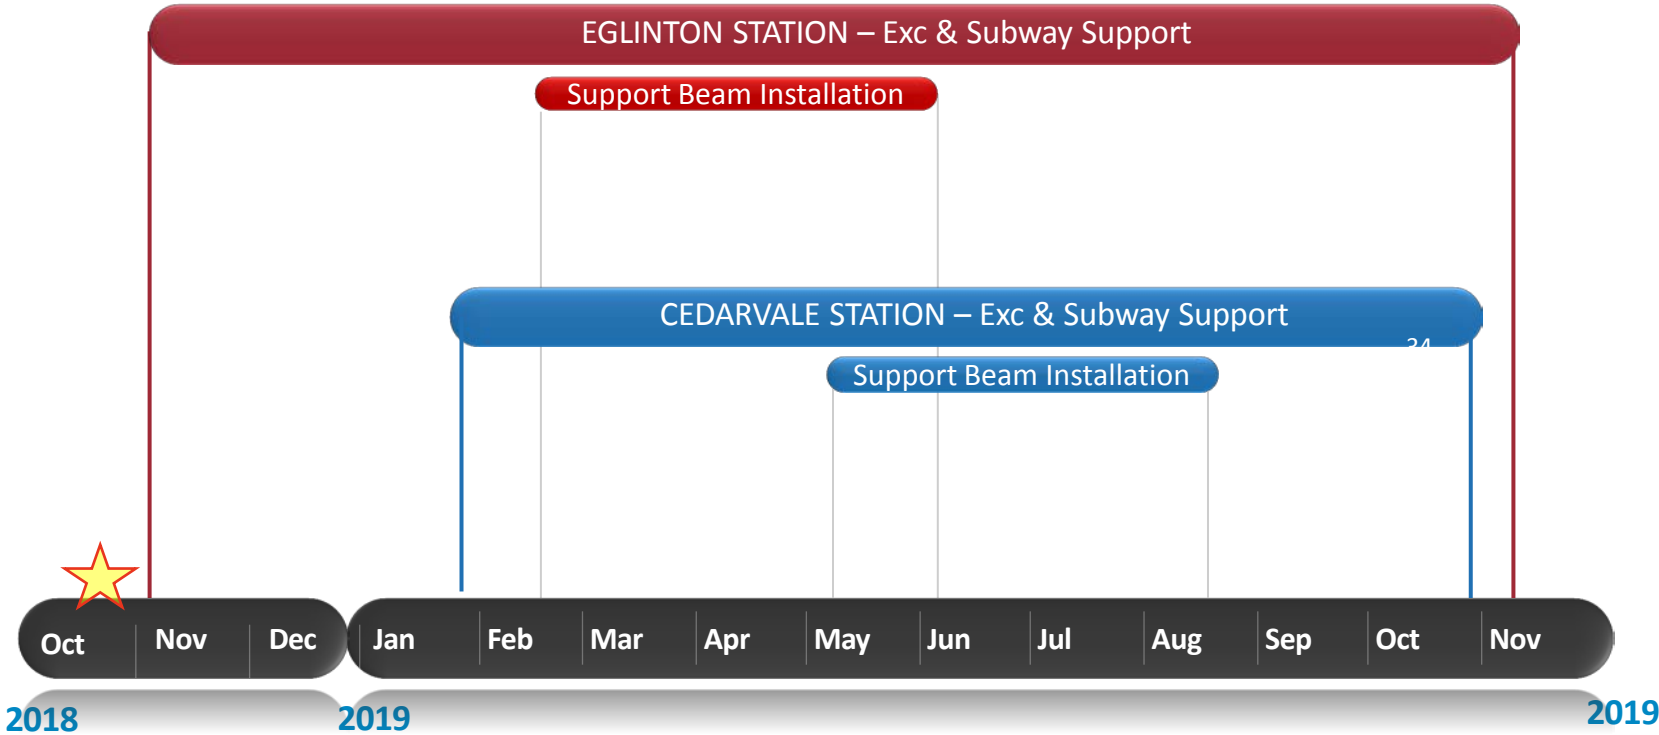 EGLINTON STATION – Exc & Subway Support
Support Beam Installation
CEDARVALE STATION – Exc & Subway Support
34
Support Beam Installation
Oct Nov Dec Jan Feb Mar Apr May Jun Jul Aug Sep Oct Nov
2018 2019 2019